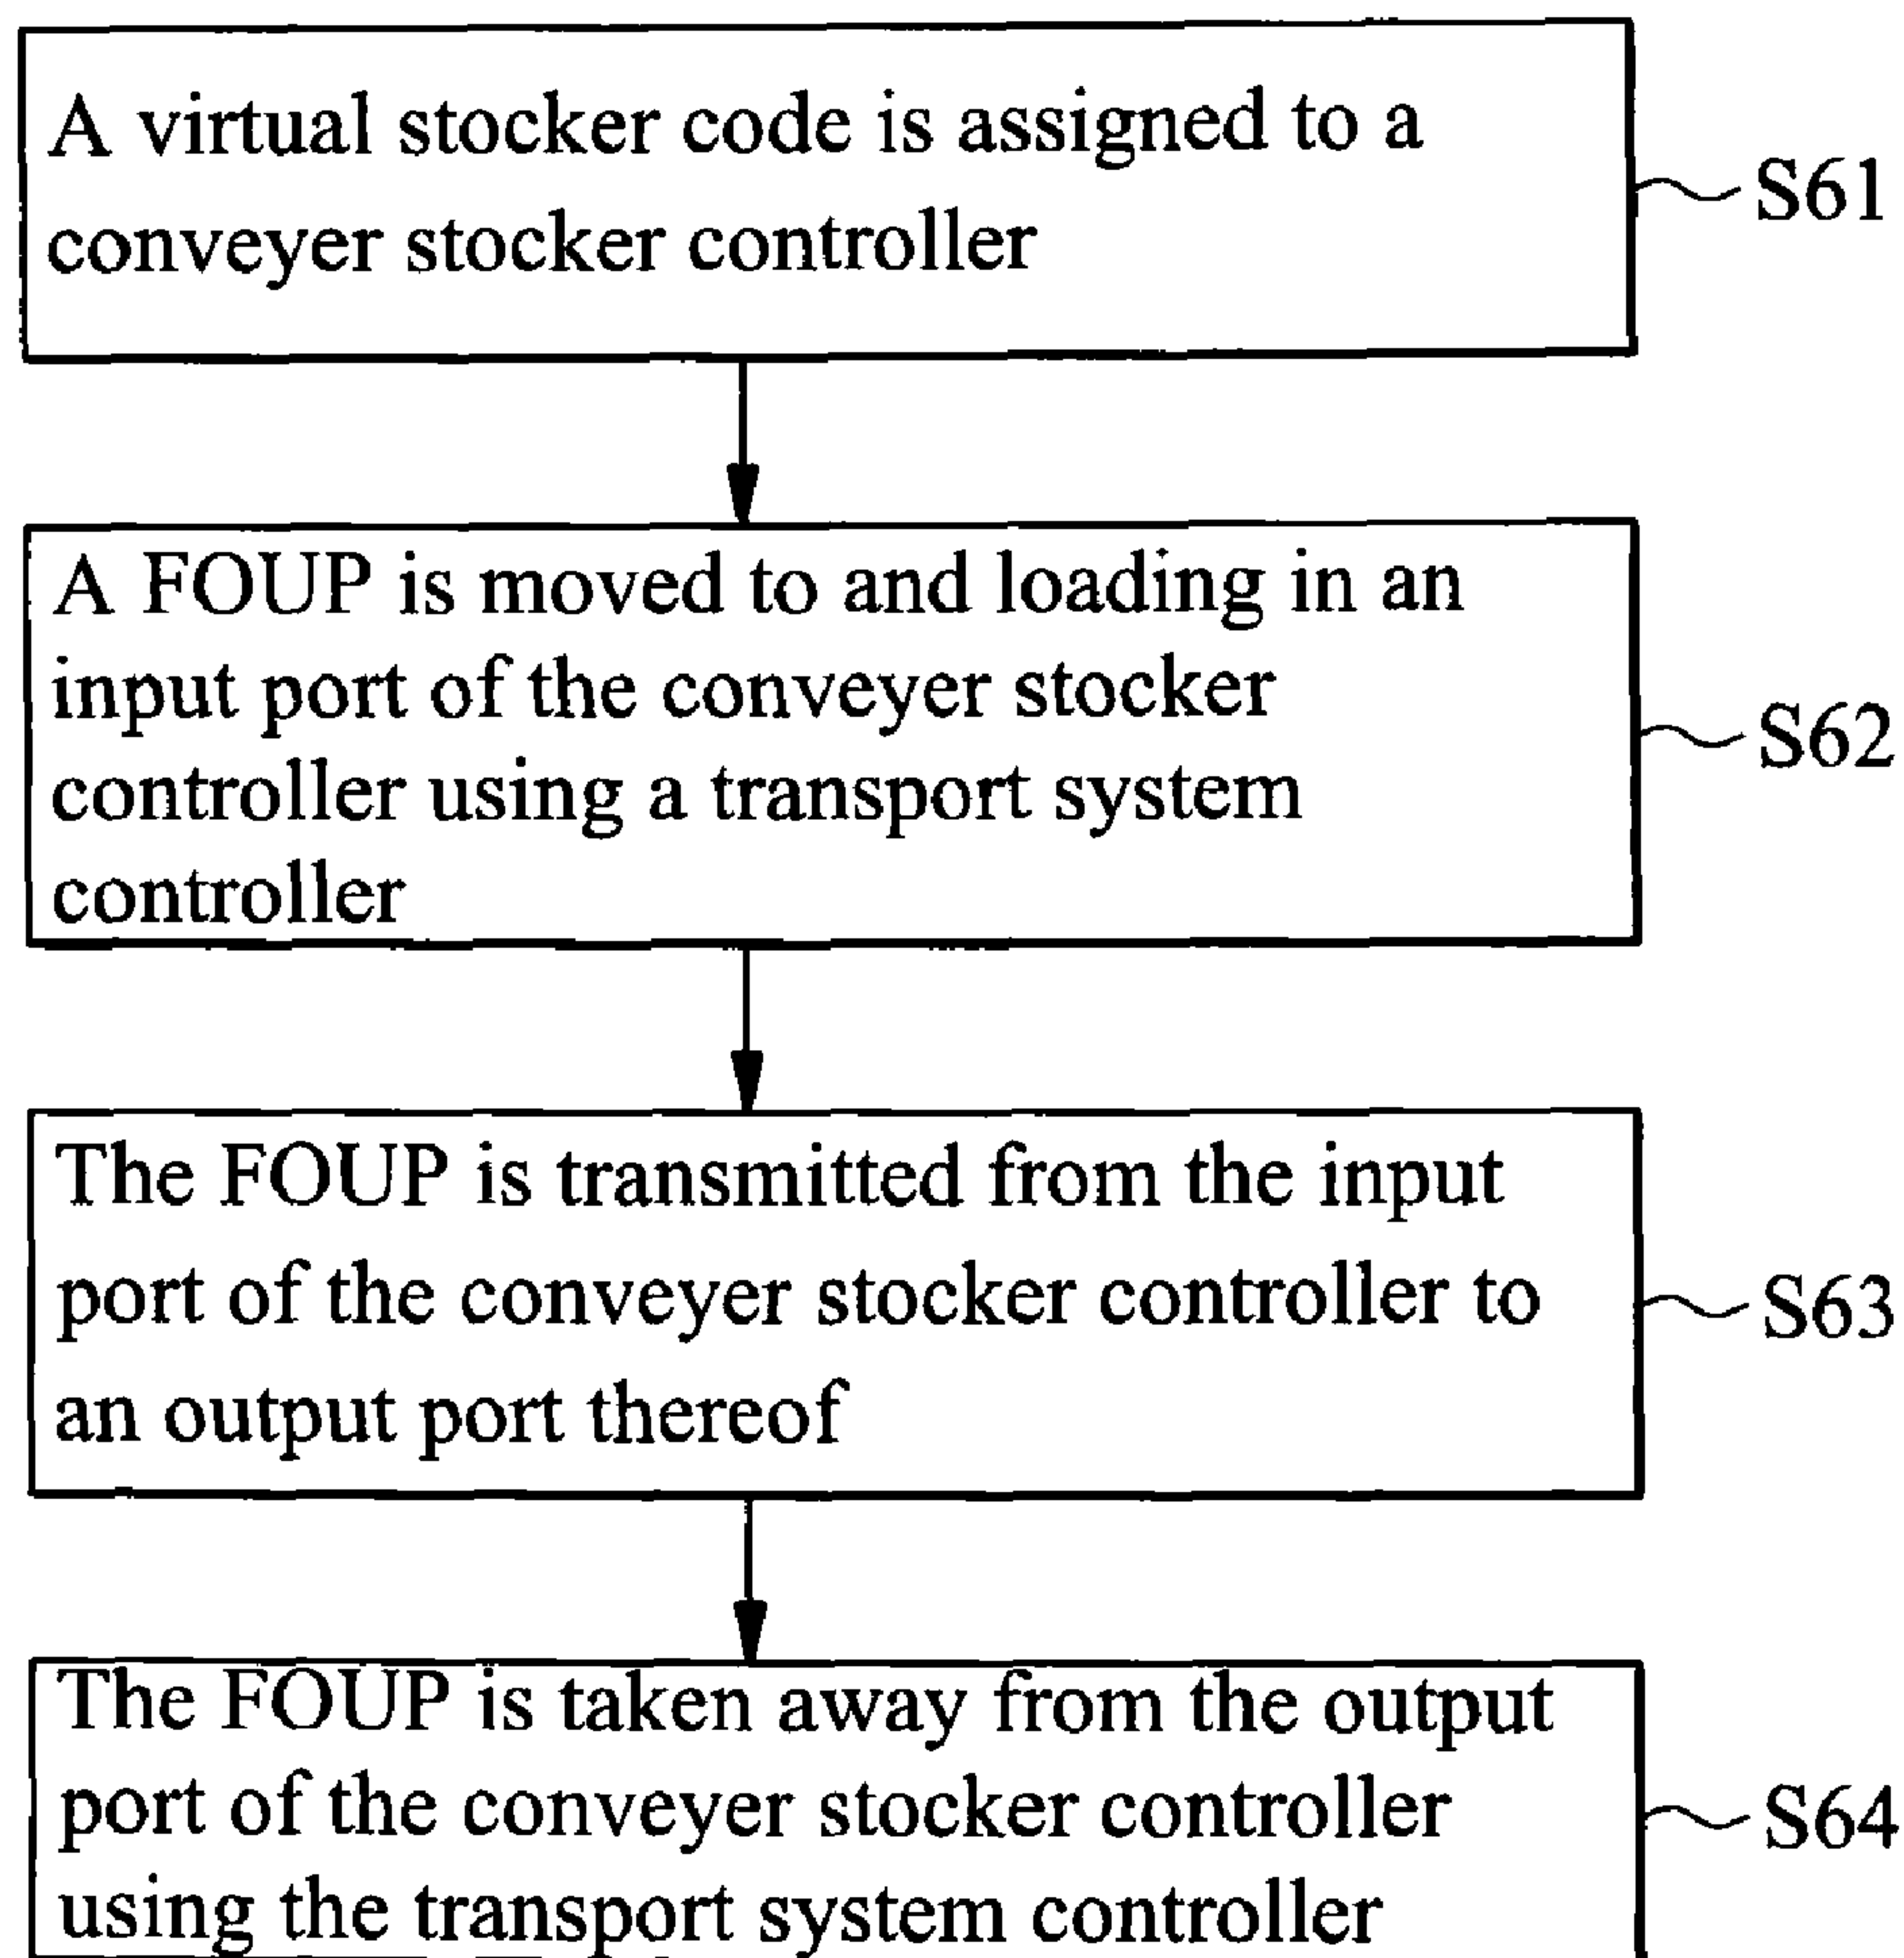 A virtual stocker code is assigned to a
conveyer stocker controller
S61
A FOUP is moved to and loading in an
input port of the conveyer stocker
controller using a transport system
controller
S62
The FOUP is transmitted from the input
port of the conveyer stocker controller to
an output port thereof
S63
The FOUP is taken away from the output
port of the conveyer stocker controller
using the transport system controller
S64